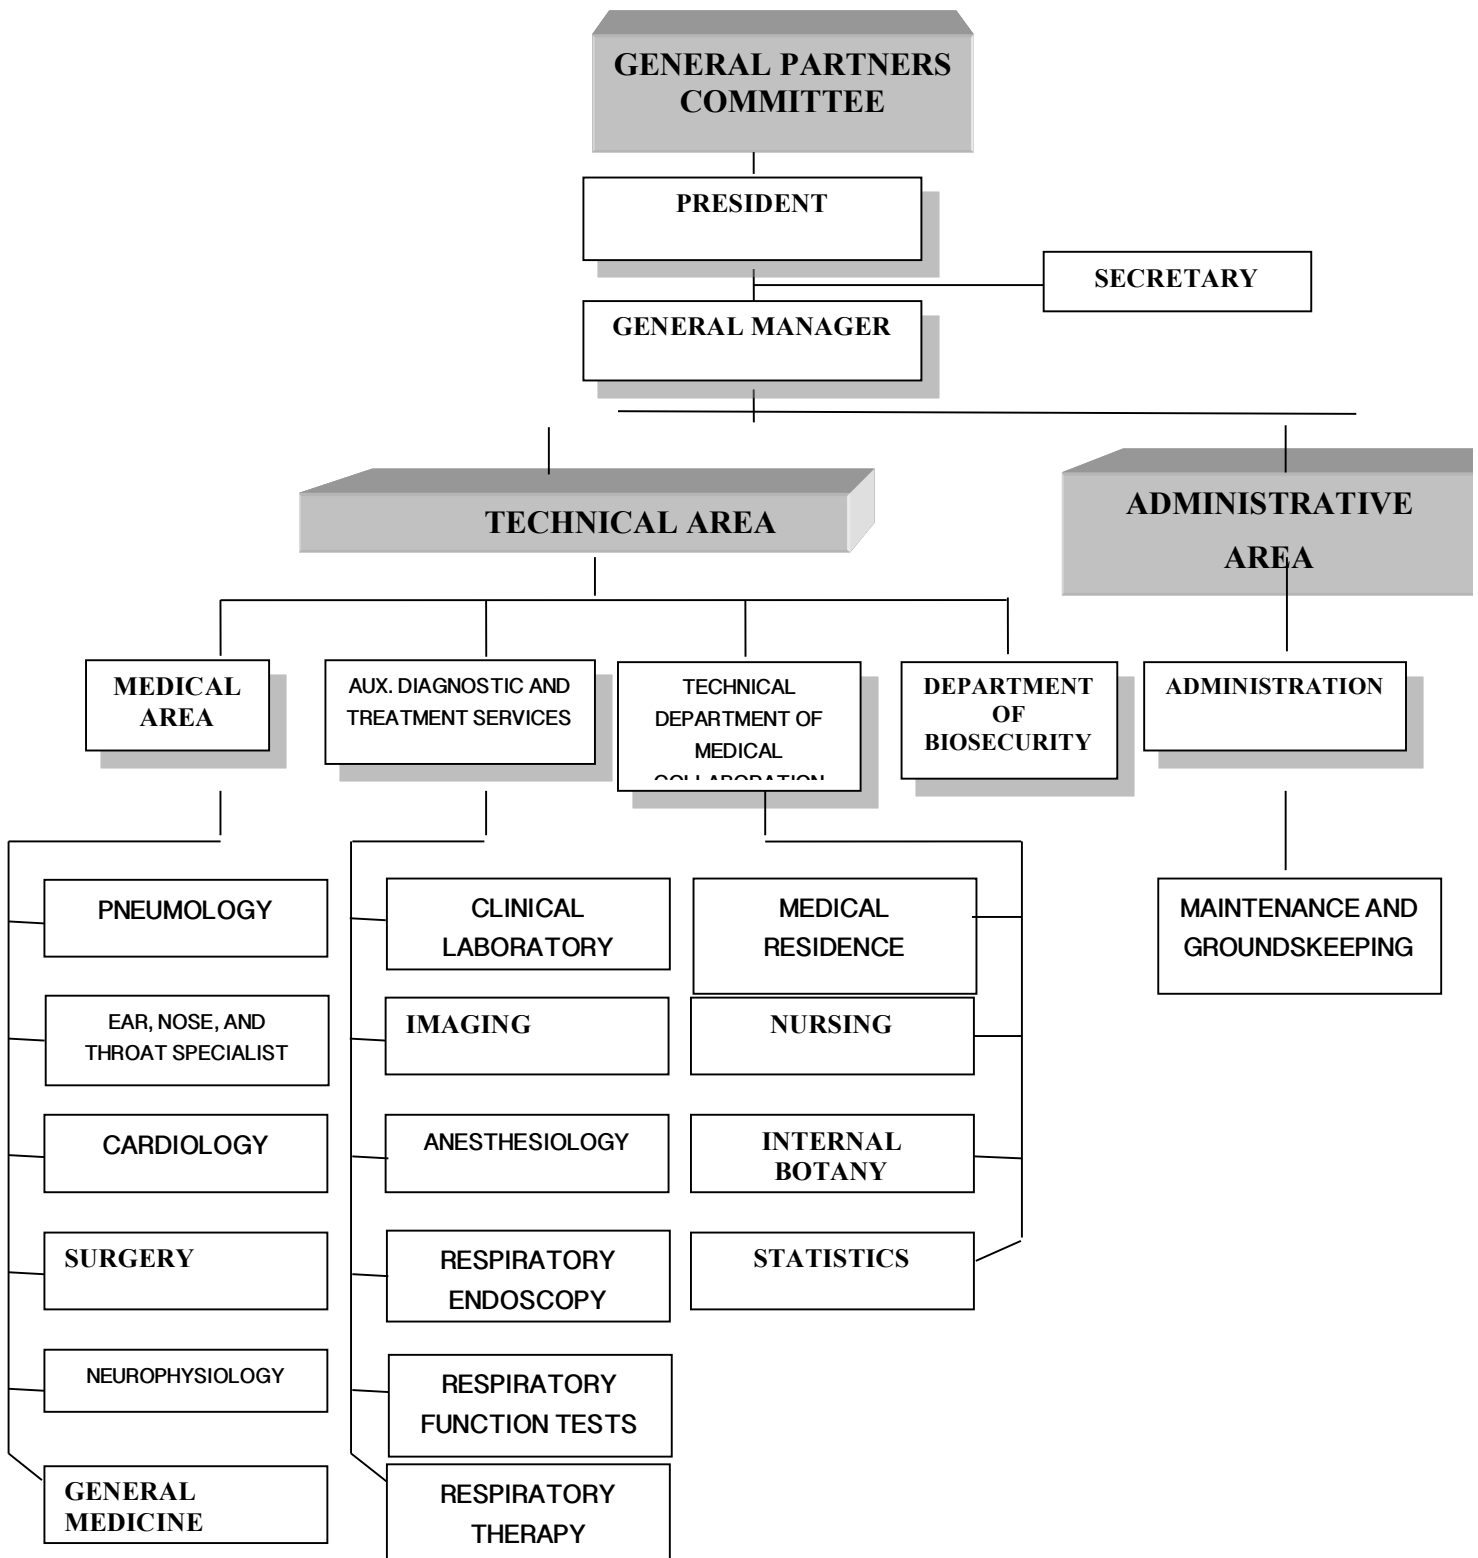 GENERAL PARTNERS
COMMITTEE
PRESIDENT
SECRETARY
GENERAL MANAGER
TECHNICAL AREA
ADMINISTRATIVE
AREA
MEDICAL
AREA
AUX. DIAGNOSTIC AND
TREATMENT SERVICES
TECHNICAL
DEPARTMENT OF
MEDICAL
COLLABORATION
DEPARTMENT
OF
BIOSECURITY
ADMINISTRATION
PNEUMOLOGY
EAR, NOSE, AND
THROAT SPECIALIST
CARDIOLOGY
SURGERY
NEUROPHYSIOLOGY
GENERAL
MEDICINE
CLINICAL
LABORATORY
IMAGING
ANESTHESIOLOGY
RESPIRATORY
ENDOSCOPY
RESPIRATORY
FUNCTION TESTS
RESPIRATORY
THERAPY
MEDICAL
RESIDENCE
NURSING
INTERNAL
BOTANY
STATISTICS
MAINTENANCE AND
GROUNDSKEEPING